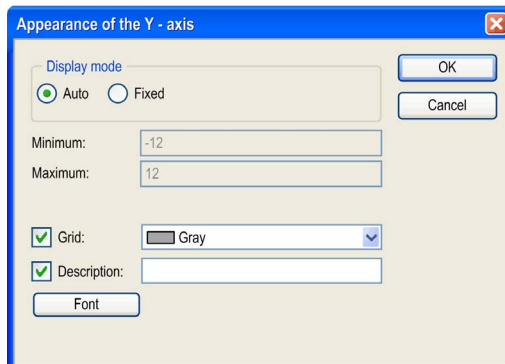 Appearance of the Y - axis
Display mode
OK
Auto Fixed
Cancel
Minimum: -12
Maximum: 12
Grid: Gray
Description:
Font